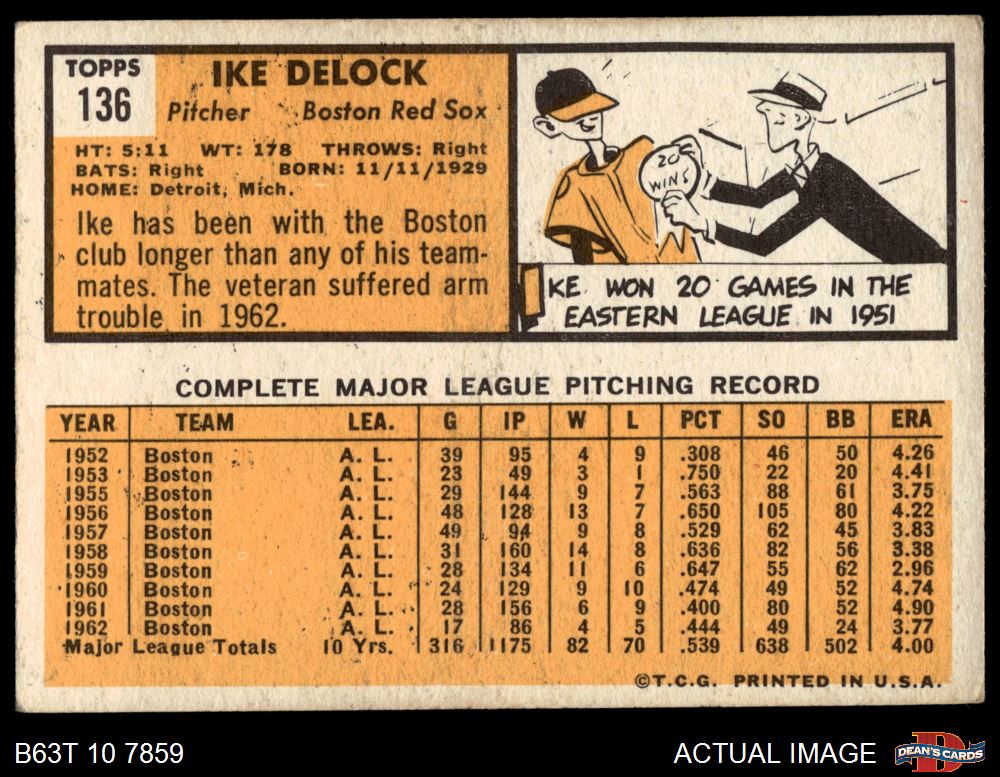 TOPPS
136
IKE DELOCK
Pitcher Boston Red Sox
HT: 5:11 WT: 178 THROWS: Right
BATS: Right BORN: 11/11/1929
HOME: Detroit, Mich.
Ike has been with the Boston
club longer than any of his team-
mates. The veteran suffered arm
trouble in 1962.
20
WINS
IKE WON 20 GAMES IN THE
EASTERN LEAGUE IN 1951
COMPLETE MAJOR LEAGUE PITCHING RECORD
YEAR TEAM LEA. G IP W L PCT SO BB ERA
1952 Boston A. L. 39 95 4 9 .308 46 50 4.26
1953 Boston A. L. 23 49 3 1 .750 22 20 4.41
1955 Boston A. L. 29 144 9 7 .563 88 61 3.75
1956 Boston A. L. 48 128 13 7 .650 105 80 4.22
1957 Boston A. L. 49 94 9 8 .529 62 45 3.83
1958 Boston A. L. 31 160 14 8 .636 82 56 3.38
1959 Boston A. L. 28 134 11 6 .647 55 62 2.96
1960 Boston A. L. 24 129 9 10 .474 49 52 4.74
1961 Boston A. L. 28 156 6 9 .400 80 52 4.90
1962 Boston A. L. 17 86 4 5 .444 49 24 3.77
Major League Totals 10 Yrs. 316 1175 82 70 .539 638 502 4.00
©T.C.G. PRINTED IN U.S.A.
B63T 10 7859
ACTUAL IMAGE
DEAN'S CARDS